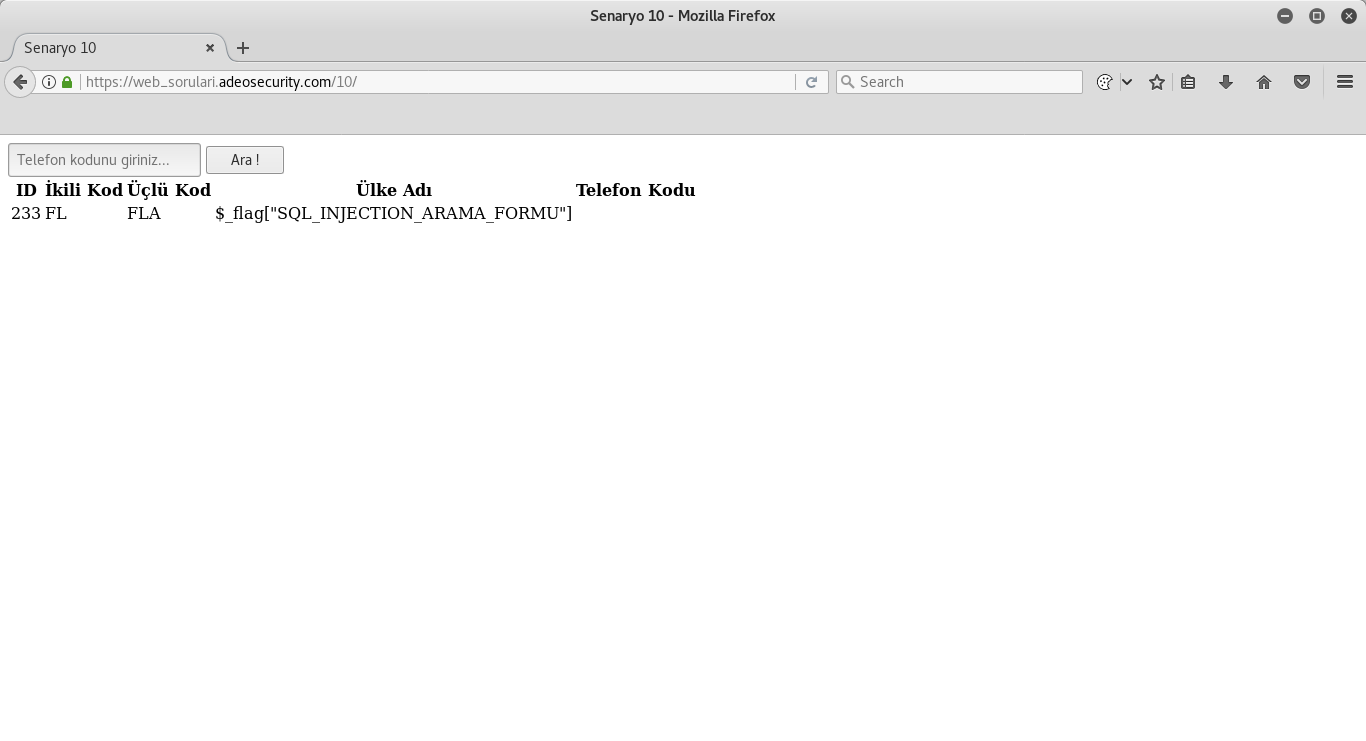 Senaryo 10 - Mozilla Firefox
Senaryo 10
https://web_sorulari.adeosecurity.com/10/
Search
Telefon kodunu giriniz...
Ara !
ID İkili Kod Üçlü Kod Ülke Adı Telefon Kodu
233 FL FLA $_flag["SQL_INJECTION_ARAMA_FORMU"]